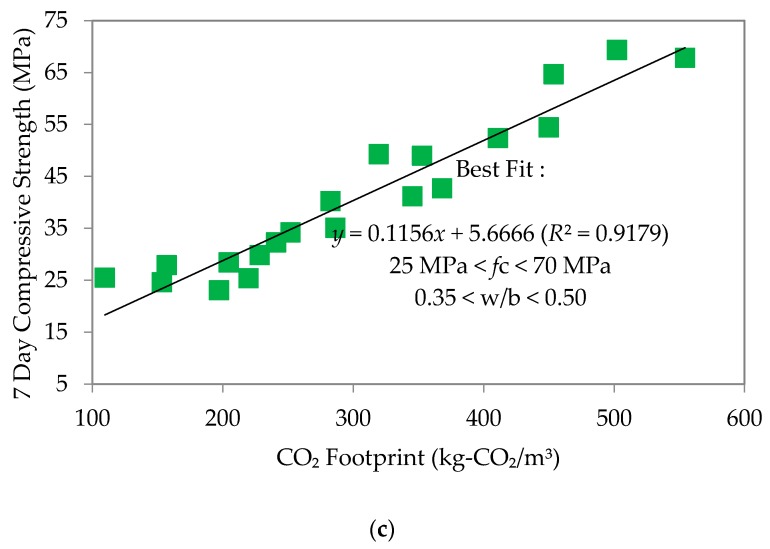 75
65
55
45
35
25
15
5
7 Day Compressive Strength (MPa)
Best Fit :
y = 0.1156x + 5.6666 (R² = 0.9179)
25 MPa < fc < 70 MPa
0.35 < w/b < 0.50
100 200 300 400 500 600
CO₂ Footprint (kg-CO₂/m³)
(c)